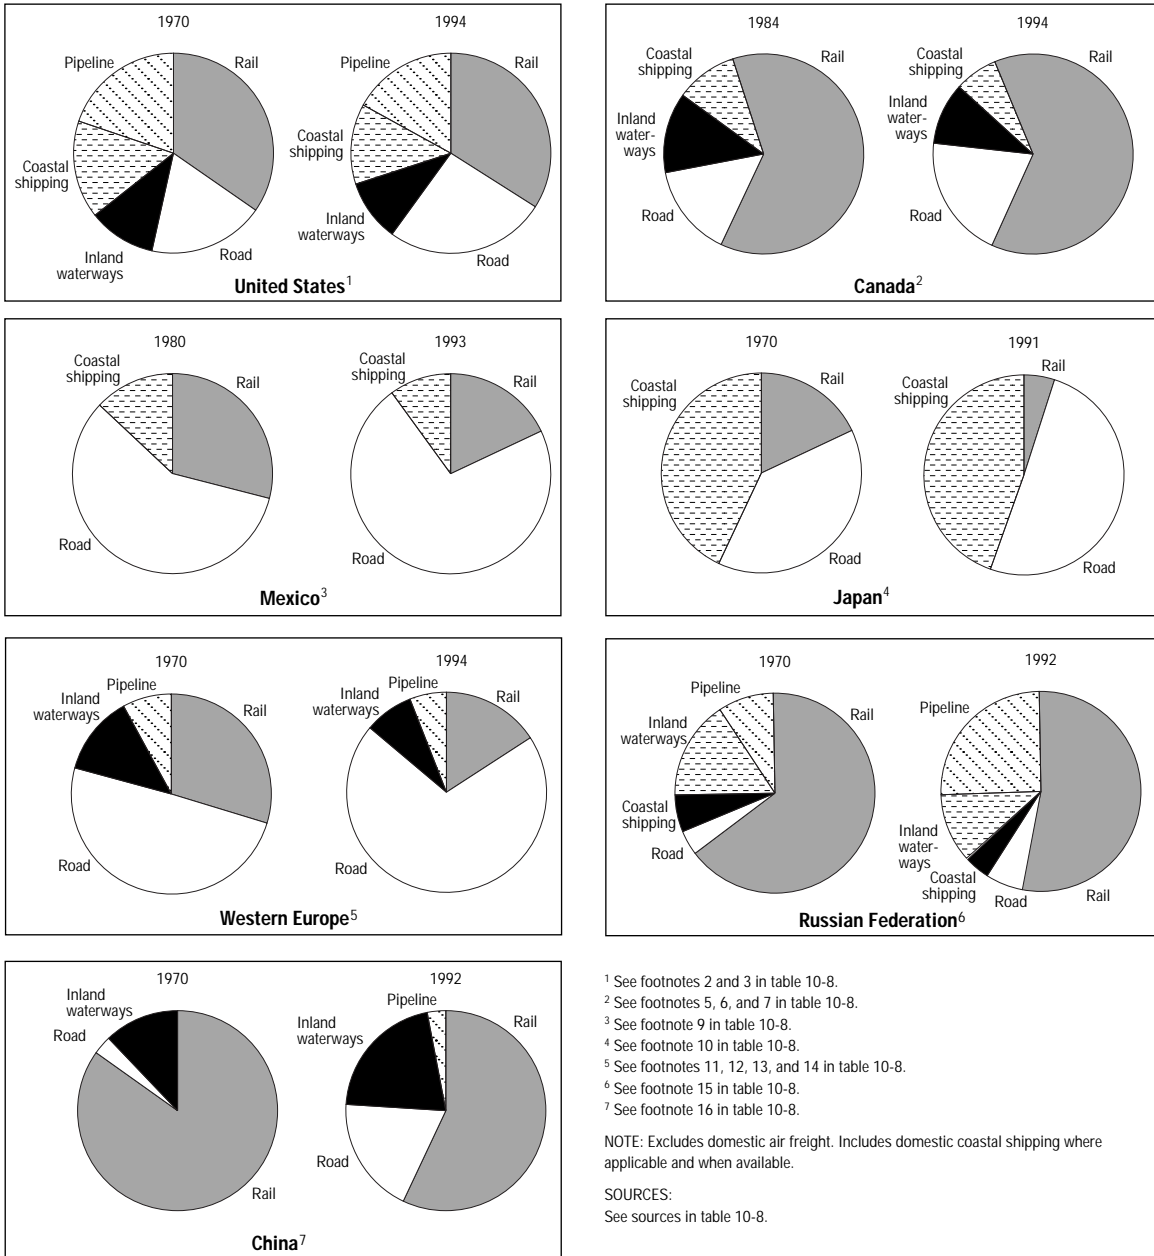 1970
Pipeline
Rail
Coastal
shipping
Inland
waterways
Road
1994
Pipeline
Rail
Coastal
shipping
Inland
waterways
Road
United States¹
1984
Coastal
shipping
Rail
Inland
water-
ways
Road
1994
Coastal
shipping
Rail
Inland
water-
ways
Road
Canada²
1980
Coastal
shipping
Rail
Road
1993
Coastal
shipping
Rail
Road
Mexico³
1970
Coastal
shipping
Rail
Road
1991
Coastal
shipping
Rail
Road
Japan⁴
1970
Pipeline
Inland
waterways
Rail
Road
1994
Pipeline
Inland
waterways
Rail
Road
Western Europe⁵
1970
Pipeline
Rail
Inland
waterways
Coastal
shipping
Road
1992
Pipeline
Inland
water-
ways
Coastal
shipping
Road
Rail
Russian Federation⁶
1970
Inland
waterways
Road
Rail
1992
Pipeline
Inland
waterways
Rail
Road
China⁷
¹ See footnotes 2 and 3 in table 10-8.
² See footnotes 5, 6, and 7 in table 10-8.
³ See footnote 9 in table 10-8.
⁴ See footnote 10 in table 10-8.
⁵ See footnotes 11, 12, 13, and 14 in table 10-8.
⁶ See footnote 15 in table 10-8.
⁷ See footnote 16 in table 10-8.
NOTE: Excludes domestic air freight. Includes domestic coastal shipping where
applicable and when available.
SOURCES:
See sources in table 10-8.